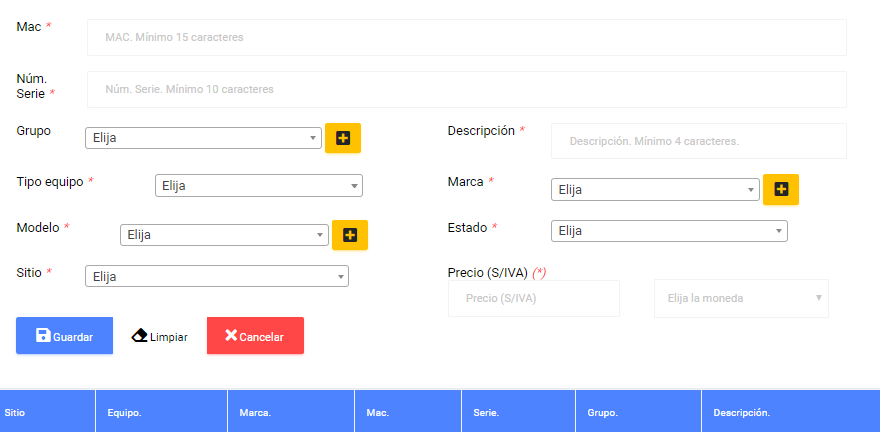 Mac *
MAC. Mínimo 15 caracteres
Núm.
Serie *
Núm. Serie. Mínimo 10 caracteres
Grupo
Elija
Descripción *
Descripción. Mínimo 4 caracteres.
Tipo equipo *
Elija
Marca *
Elija
Modelo *
Elija
Estado *
Elija
Sitio *
Elija
Precio (S/IVA) (*)
Precio (S/IVA)
Elija la moneda
Guardar
Limpiar
Cancelar
Sitio
Equipo.
Marca.
Mac.
Serie.
Grupo.
Descripción.